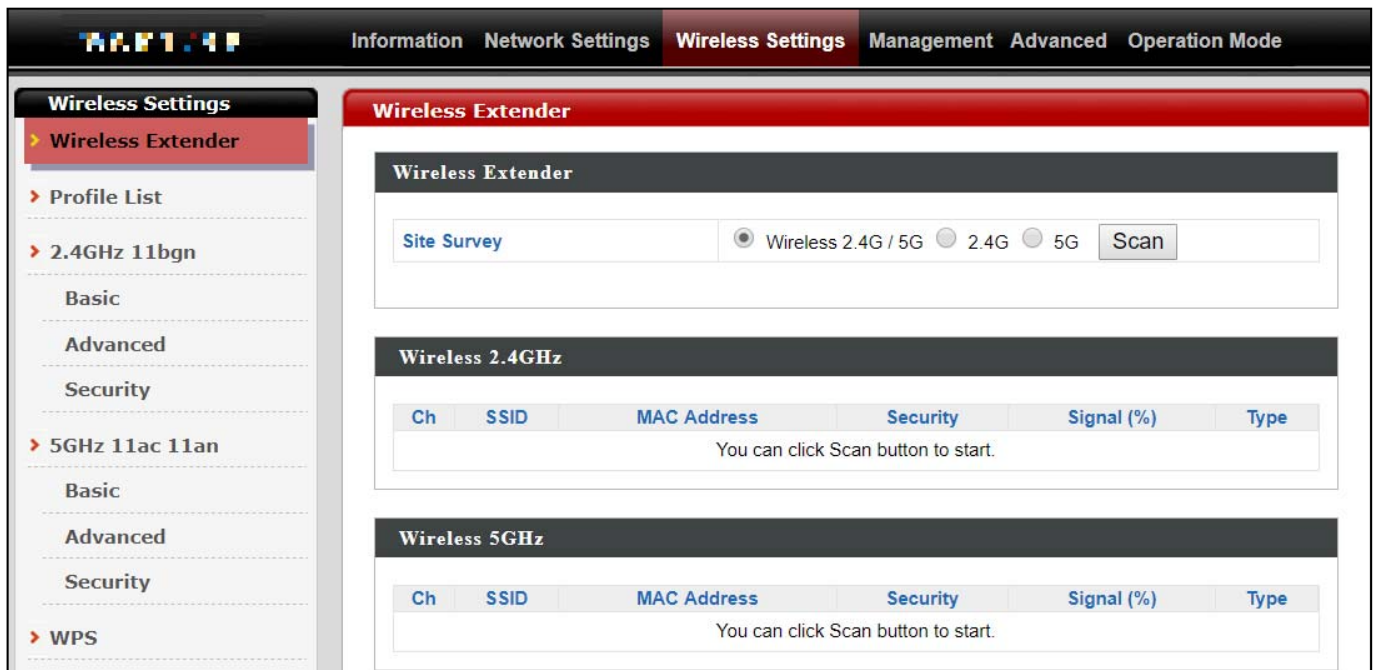 Information Network Settings Wireless Settings Management Advanced Operation Mode
Wireless Settings
Wireless Extender
Profile List
2.4GHz 11bgn
Basic
Advanced
Security
5GHz 11ac 11an
Basic
Advanced
Security
WPS
Wireless Extender
Wireless Extender
Site Survey Wireless 2.4G / 5G 2.4G 5G Scan
Wireless 2.4GHz
Ch SSID MAC Address Security Signal (%) Type
You can click Scan button to start.
Wireless 5GHz
Ch SSID MAC Address Security Signal (%) Type
You can click Scan button to start.